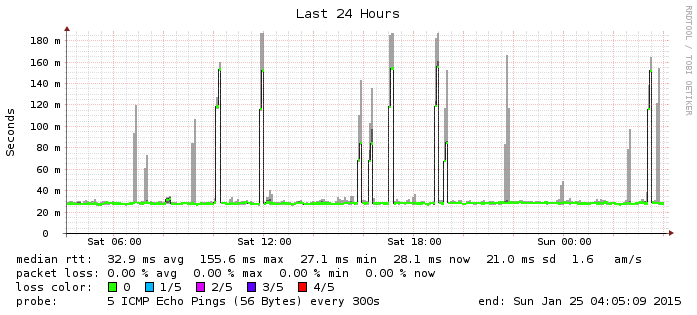 Last 24 Hours
RRDTOOL / TOBI OETIKER
Seconds
180 m
160 m
140 m
120 m
100 m
80 m
60 m
40 m
20 m
0
Sat 06:00 Sat 12:00 Sat 18:00 Sun 00:00
median rtt: 32.9 ms avg 155.6 ms max 27.1 ms min 28.1 ms now 21.0 ms sd 1.6 am/s
packet loss: 0.00 % avg 0.00 % max 0.00 % min 0.00 % now
loss color: 0 1/5 2/5 3/5 4/5
probe: 5 ICMP Echo Pings (56 Bytes) every 300s end: Sun Jan 25 04:05:09 2015